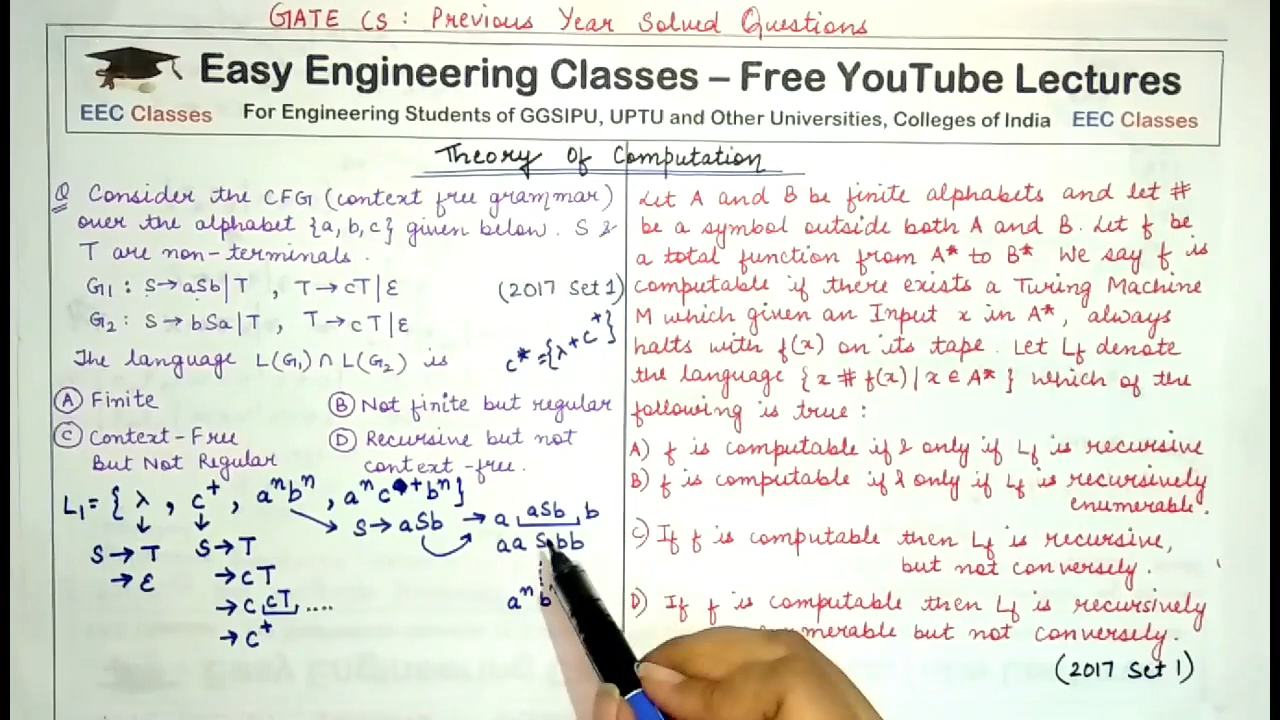 GATE CS: Previous Year Solved Questions
Easy Engineering Classes – Free YouTube Lectures
EEC Classes For Engineering Students of GGSIPU, UPTU and Other Universities, Colleges of India EEC Classes
Theory Of Computation
Q Consider the CFG (context free grammar)
over the alphabet {a, b, c} given below. S &
T are non-terminals.
G1 : S→aSb|T , T→cT|ε (2017 Set 1)
G2 : S→bSa|T , T→cT|ε
The language L(G1) ∩ L(G2) is
c* = {λ + c+}
(A) Finite (B) Not finite but regular
(C) Context-Free (D) Recursive but not
But Not Regular context-free.
L1 = { λ , c+ , a^n b^n , a^n c+ b^n }
S → aSb → a aSb b
aa Sbb
S → T S → T
→ ε → cT
→ c cT ....
→ c+
a^n b
Let A and B be finite alphabets and let #
be a symbol outside both A and B. Let f be
a total function from A* to B* We say f is
computable if there exists a Turing Machine
M which given an Input x in A*, always
halts with f(x) on its tape. Let Lf denote
the language { x # f(x) | x ∈ A* } which of the
following is true :
A) f is computable if & only if Lf is recursive
B) f is computable if & only if Lf is recursively
enumerable.
C) If f is computable then Lf is recursive,
but not conversely.
D) If f is computable then Lf is recursively
umerable but not conversely.
(2017 Set 1)